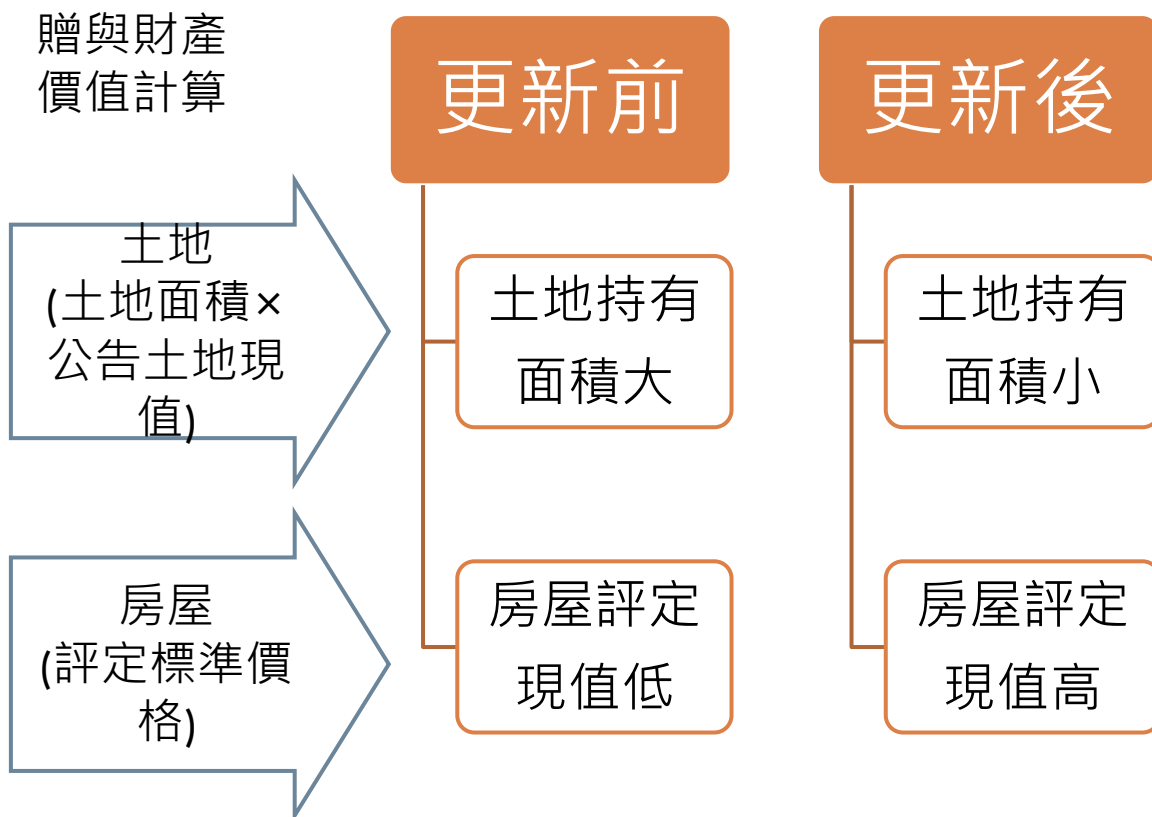 贈與財產
價值計算
更新前
更新後
土地
(土地面積×
公告土地現
值)
土地持有
面積大
土地持有
面積小
房屋
(評定標準價
格)
房屋評定
現值低
房屋評定
現值高